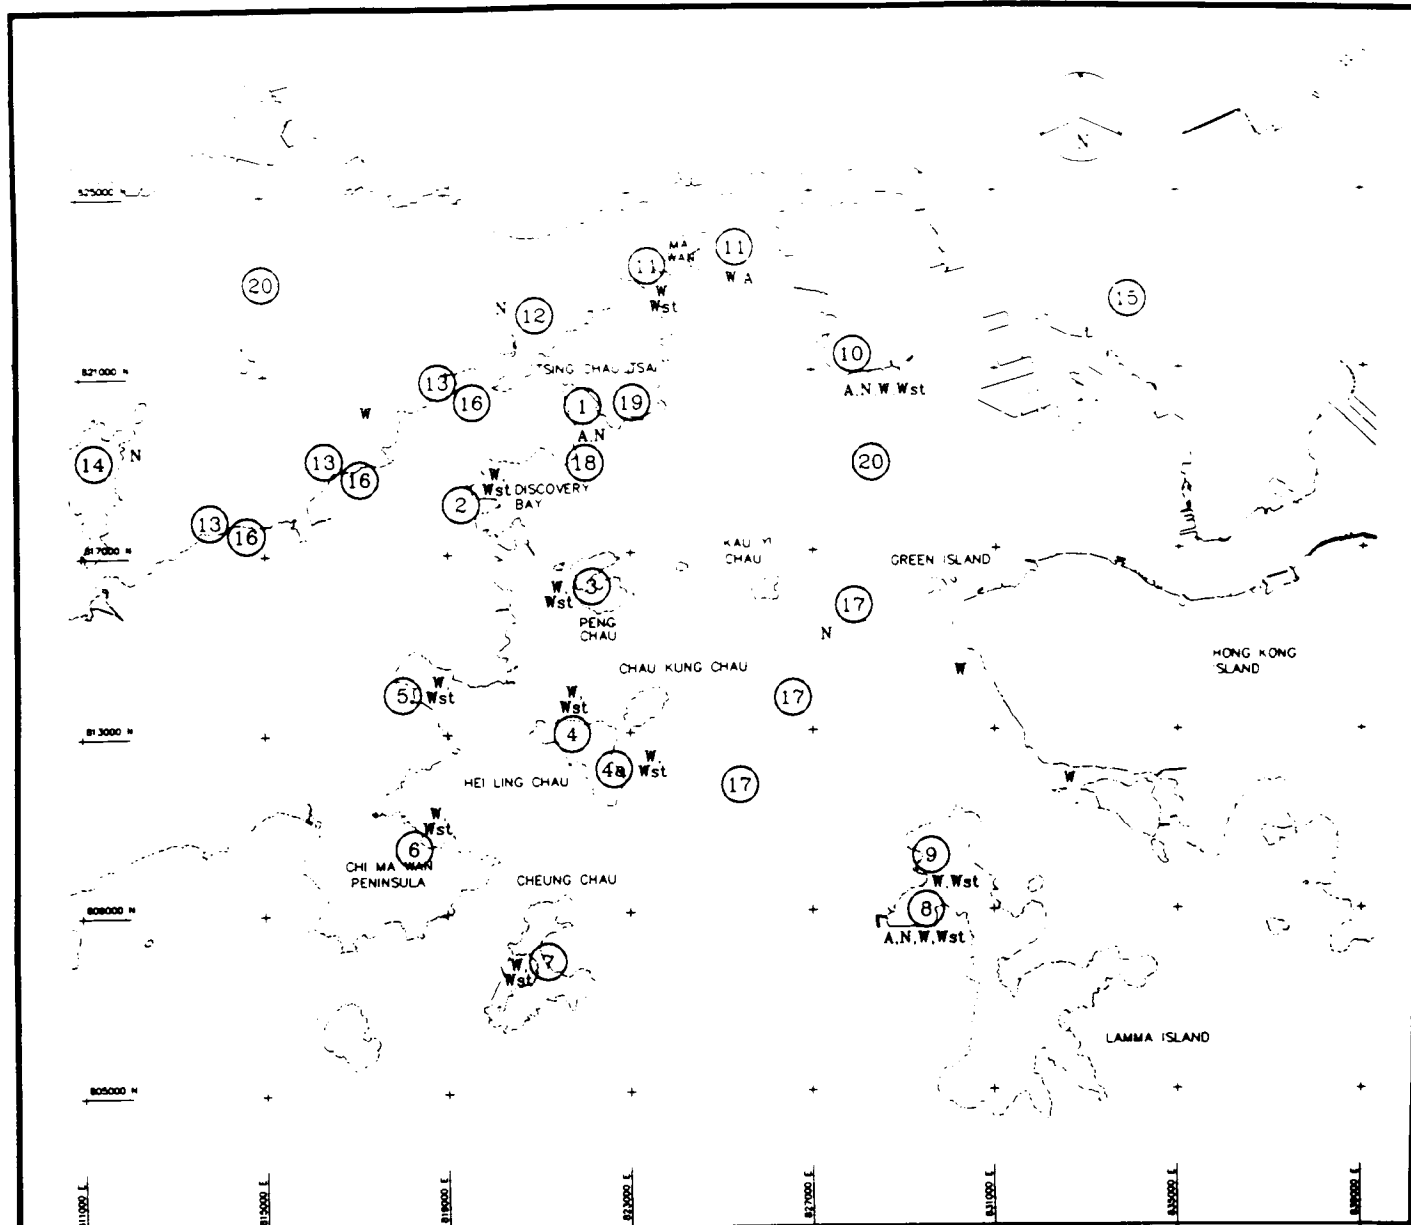 N
825000 N
MA
WAN
11
11
W A
W
Wst
20
N
12
15
10
A,N,W,Wst
821000 N
TSING CHAU TSAI
13
16
1
19
A,N
W
14
N
13
16
18
20
W,
Wst
DISCOVERY
BAY
2
13
16
817000 N
KAU YI
CHAU
GREEN ISLAND
W,
Wst
3
PENG
CHAU
17
N
HONG KONG
ISLAND
CHAU KUNG CHAU
W
5
W,
Wst
W,
Wst
17
813000 N
4
4a
W,
Wst
HEI LING CHAU
17
W
W,
Wst
6
CHI MA WAN
PENINSULA
CHEUNG CHAU
9
W,Wst
8
A,N,W,Wst
W,
Wst
7
LAMMA ISLAND
805000 N
815000 E
819000 E
823000 E
827000 E
831000 E
835000 E